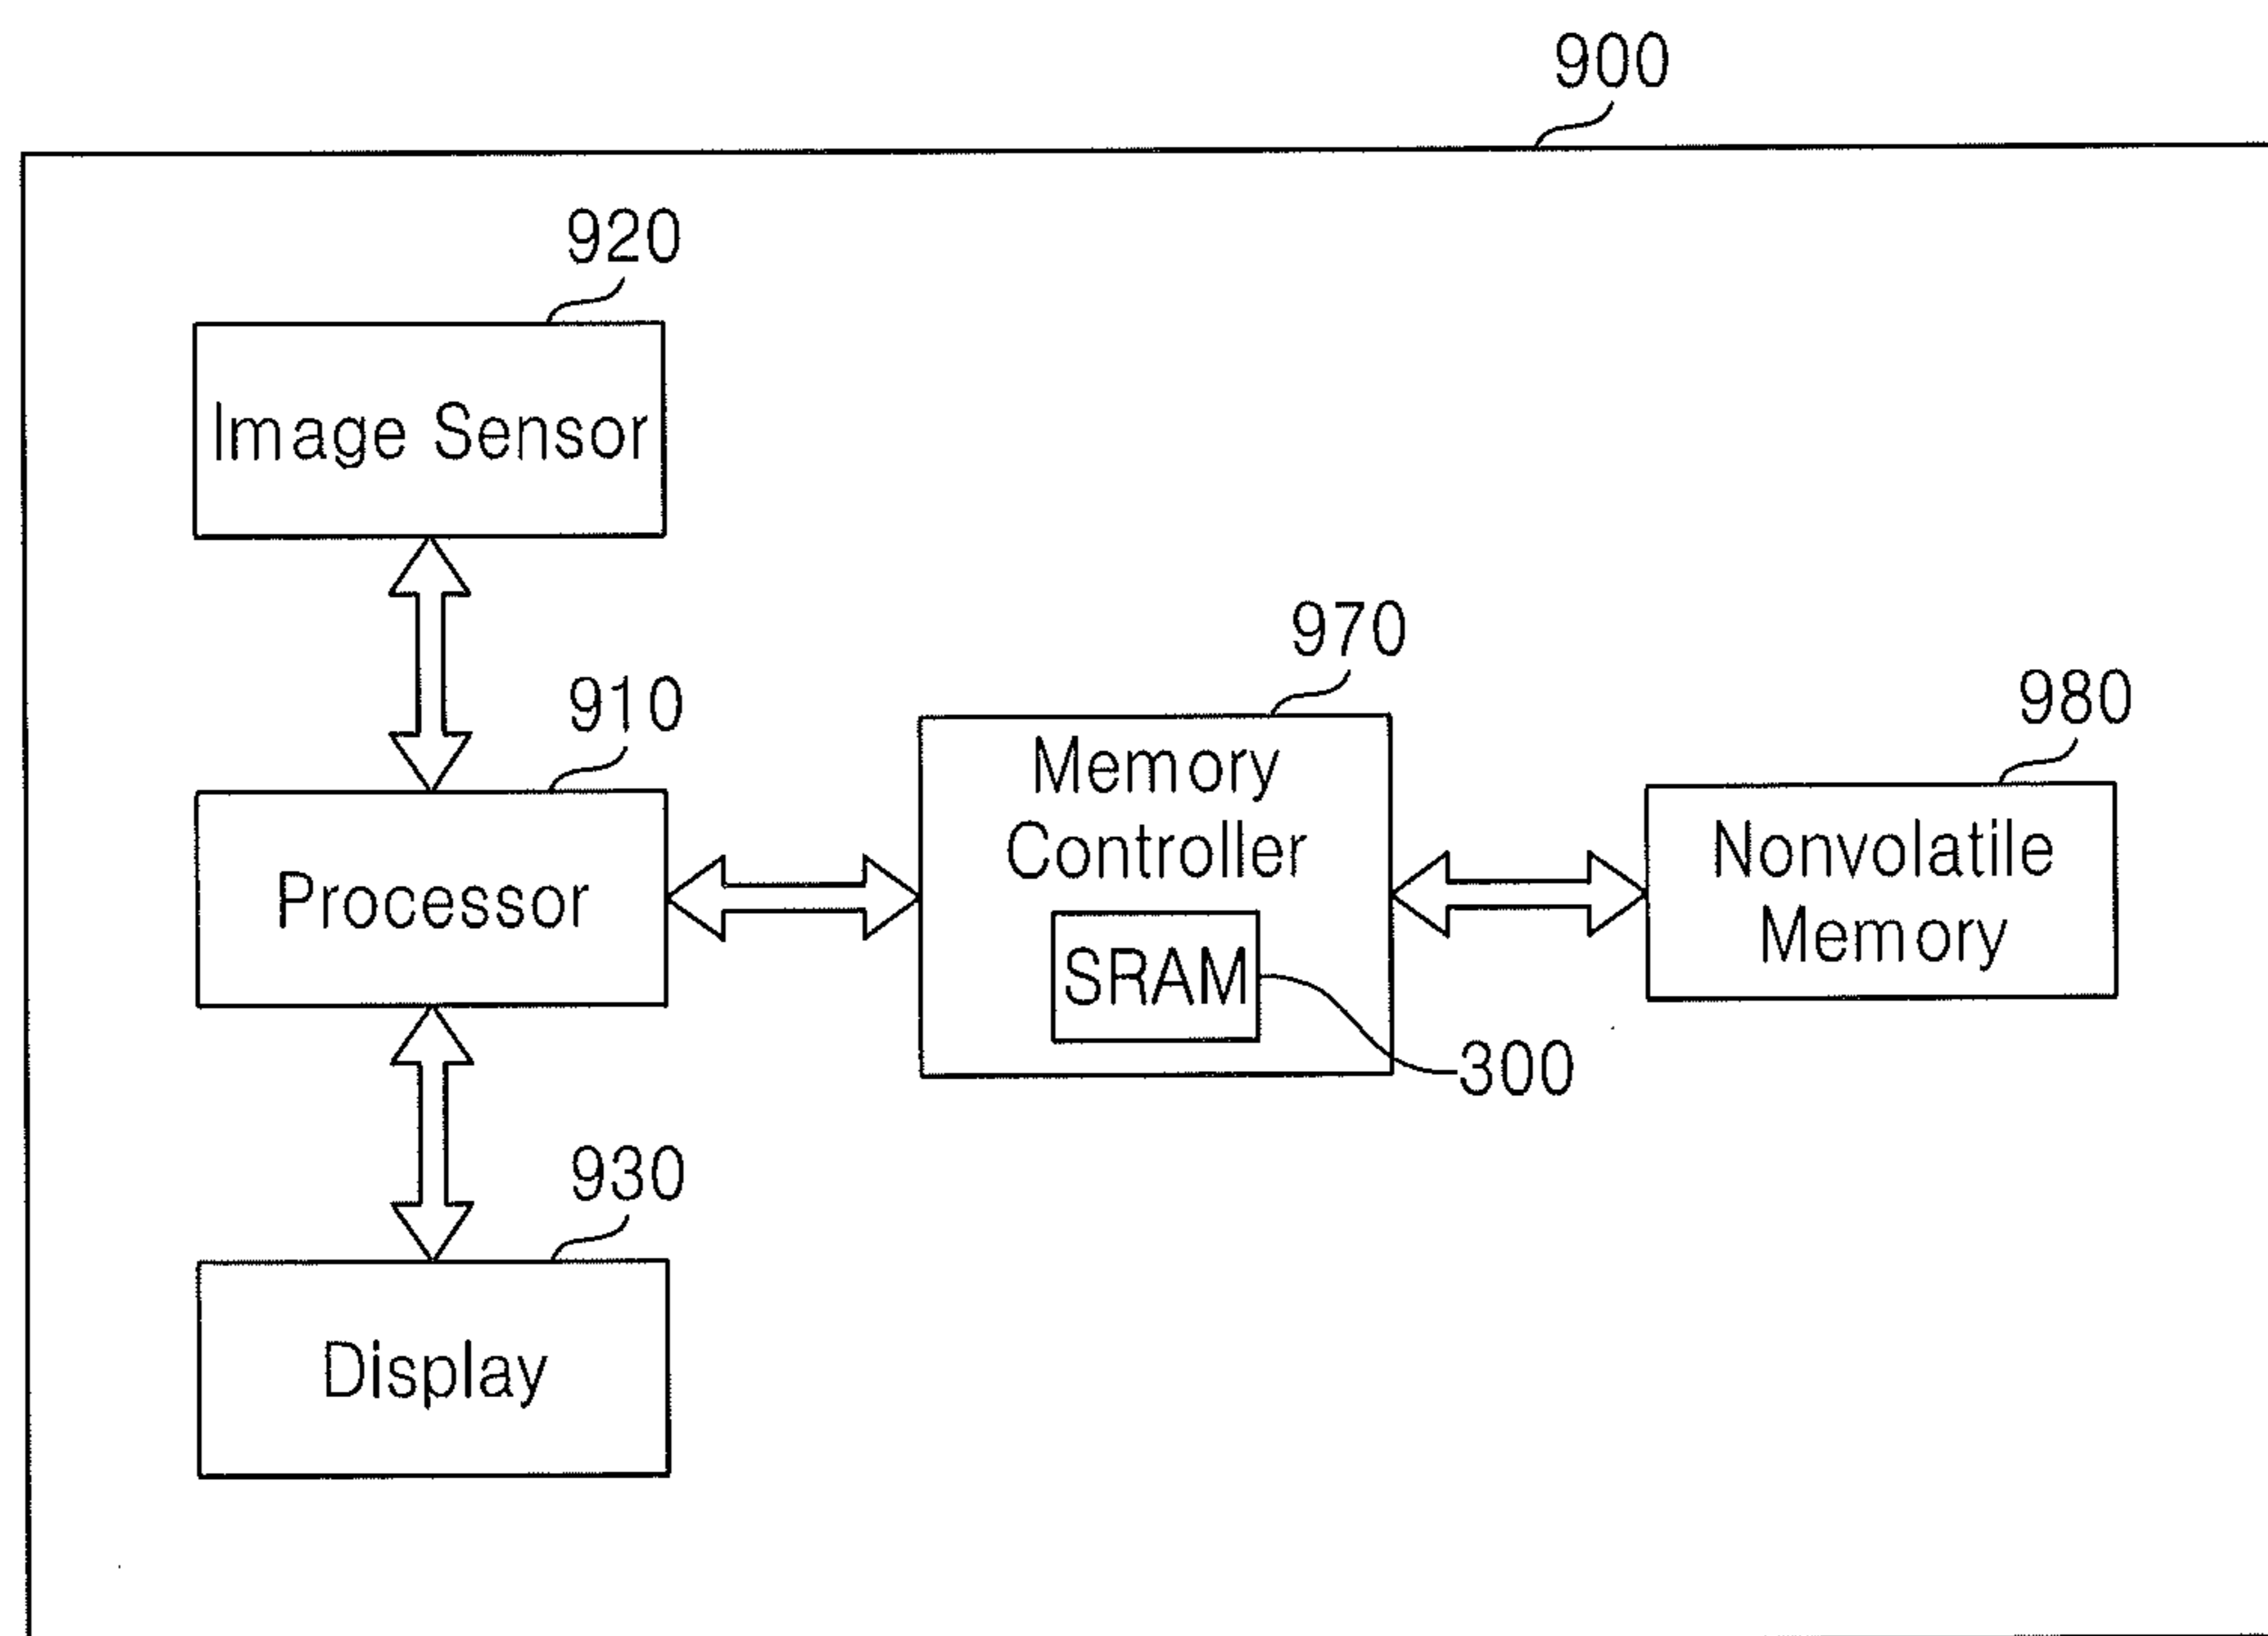 900
920
Image Sensor
910
Processor
970
Memory
Controller
SRAM
300
980
Nonvolatile
Memory
930
Display